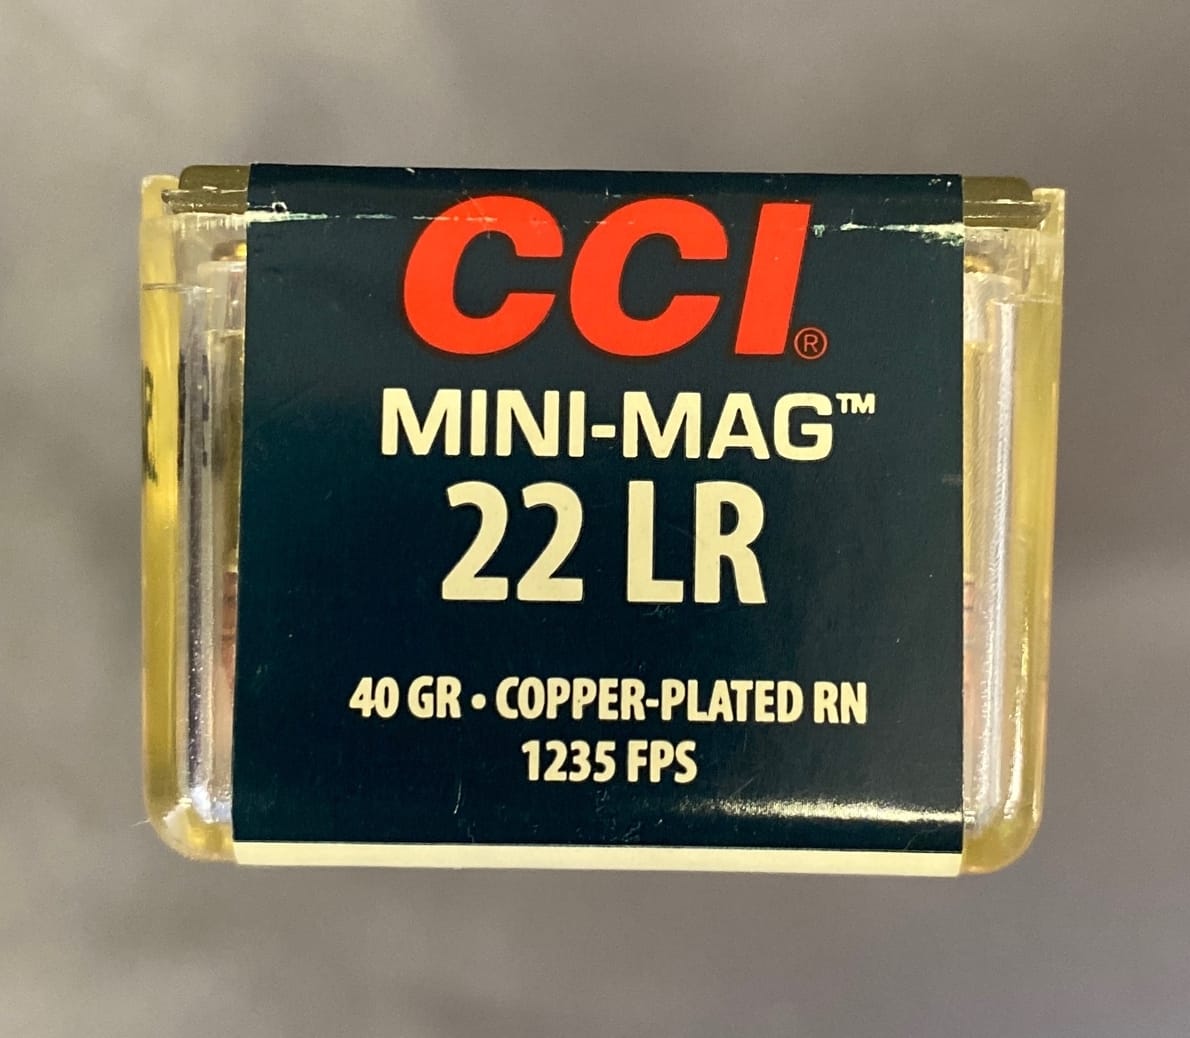 CCI®
MINI-MAG™
22 LR
40 GR • COPPER-PLATED RN
1235 FPS